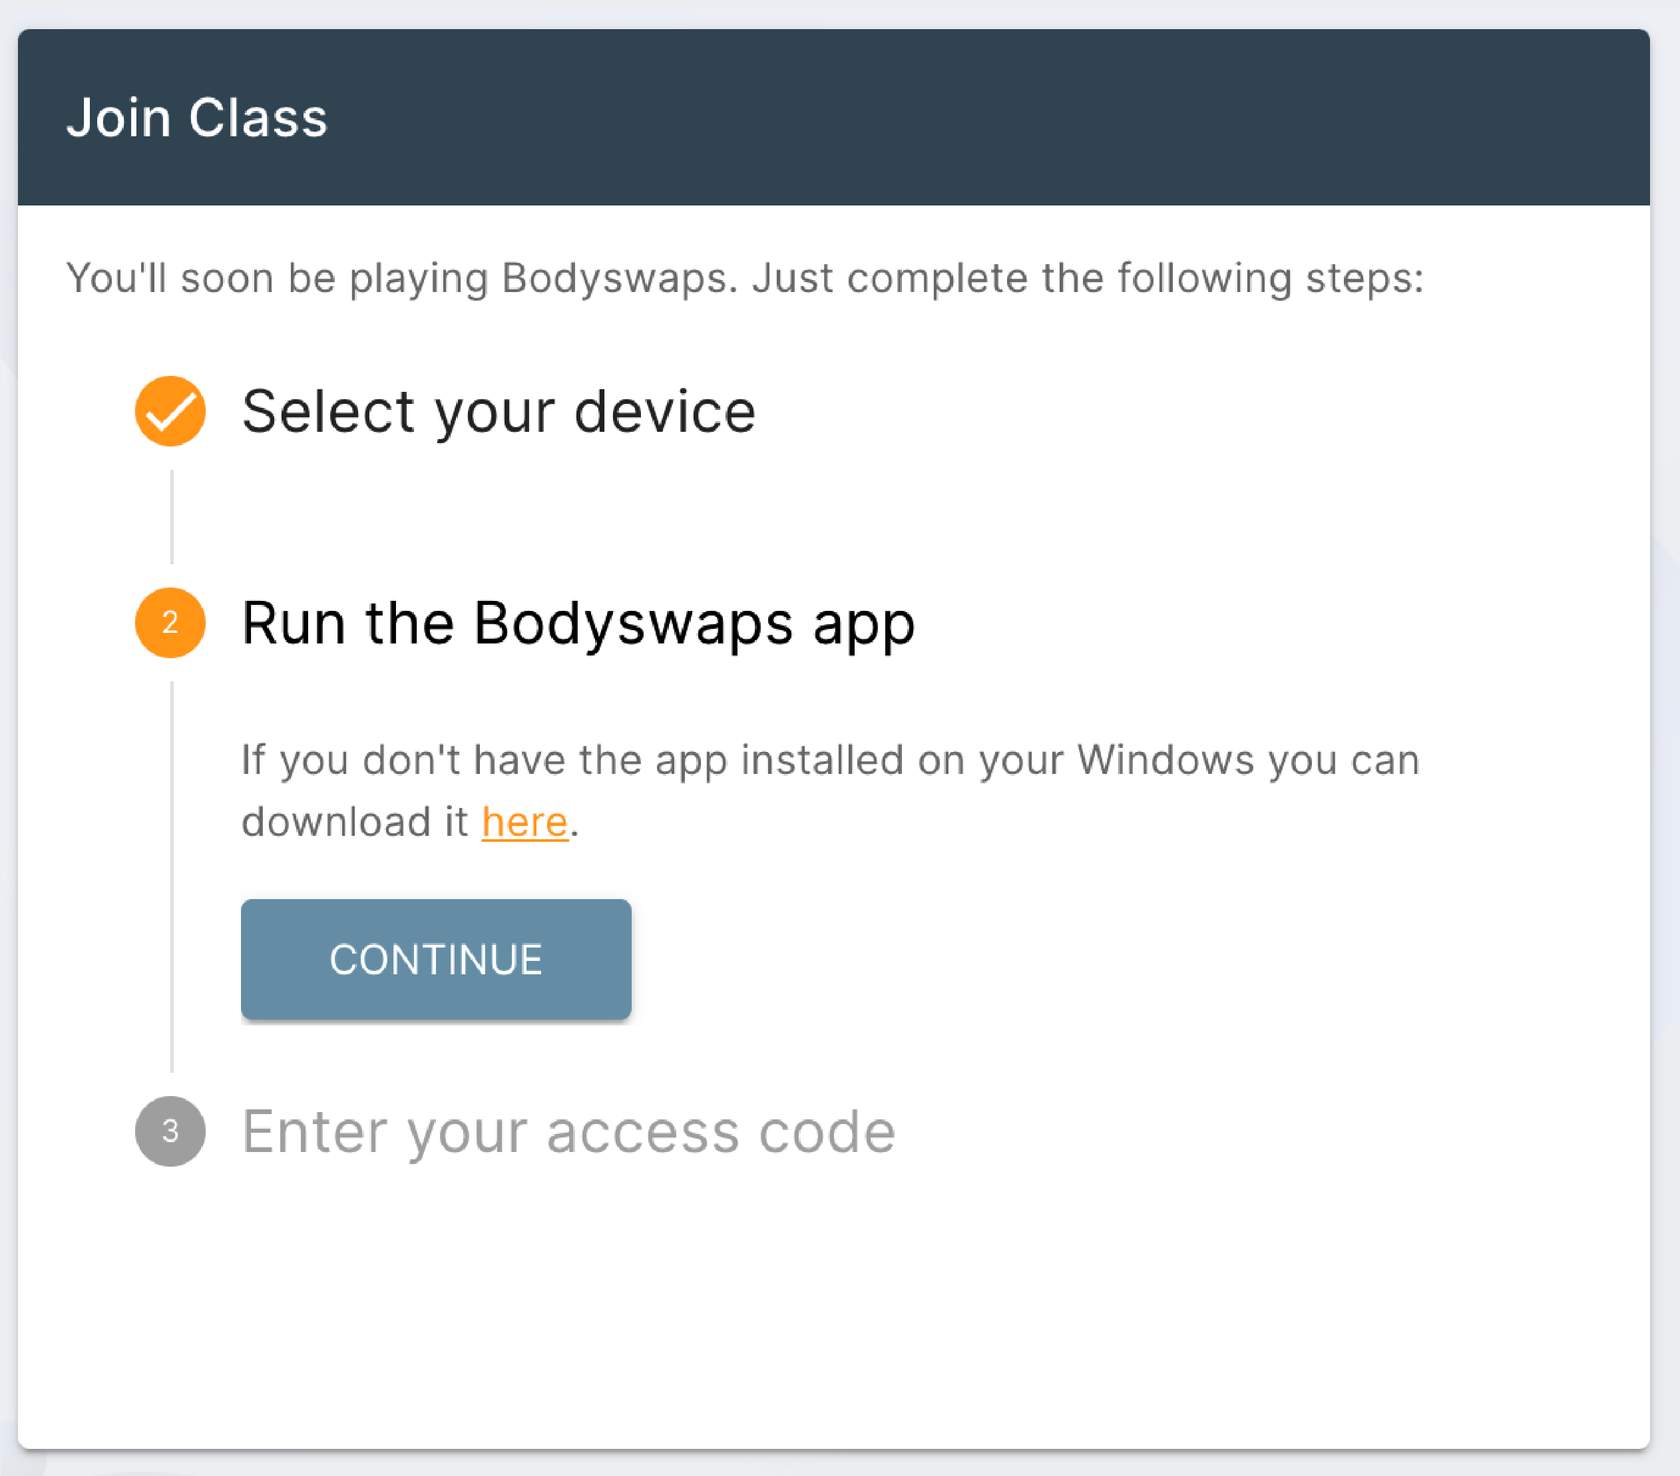 Join Class
You'll soon be playing Bodyswaps. Just complete the following steps:
Select your device
2 Run the Bodyswaps app
If you don't have the app installed on your Windows you can
download it here.
CONTINUE
3 Enter your access code